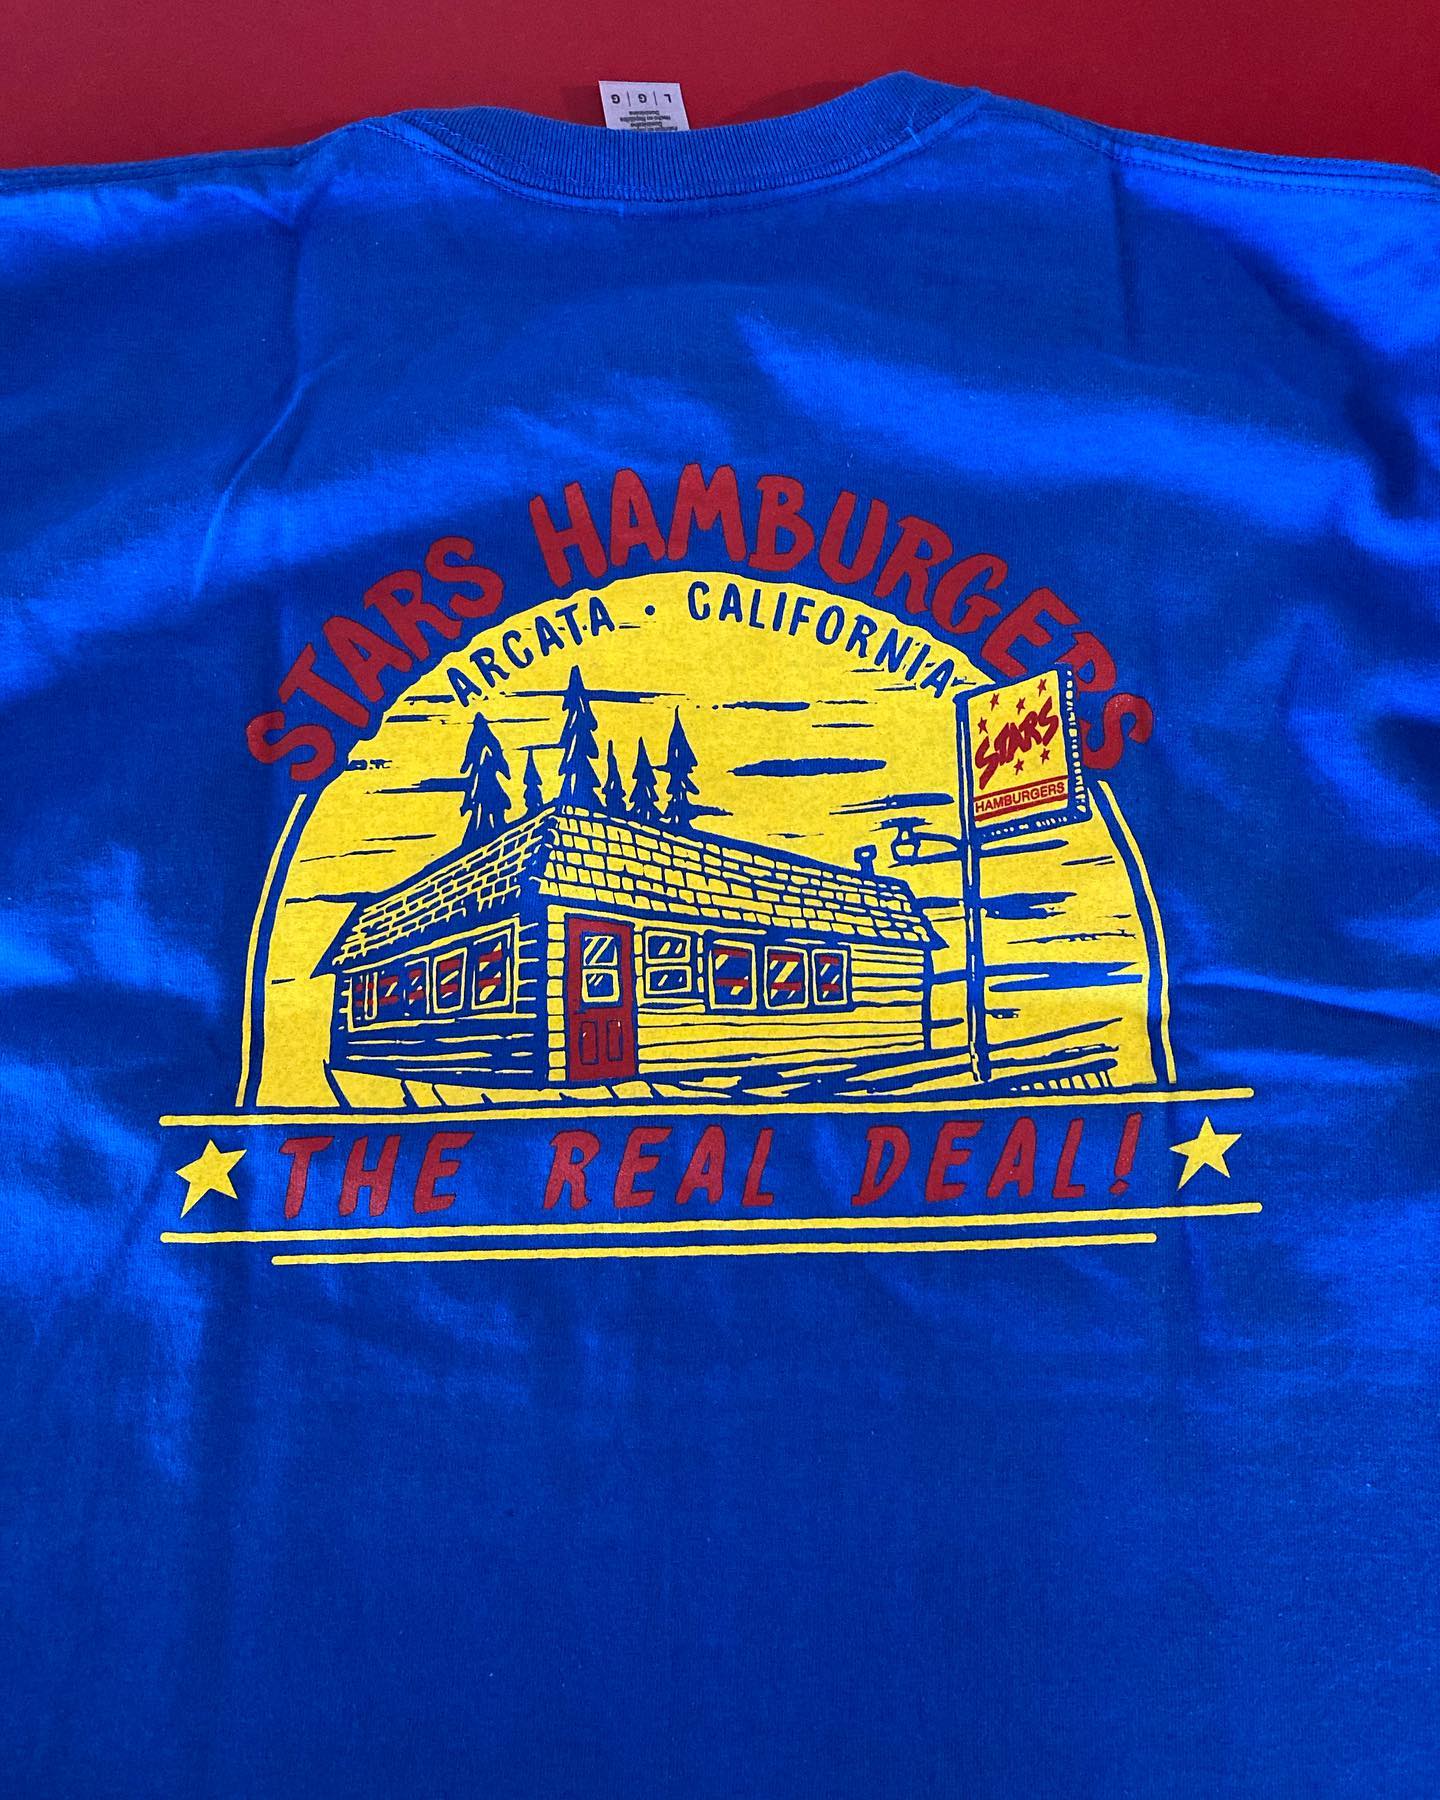 L | G | G
STARS HAMBURGERS
ARCATA • CALIFORNIA
STARS
HAMBURGERS
THE REAL DEAL!